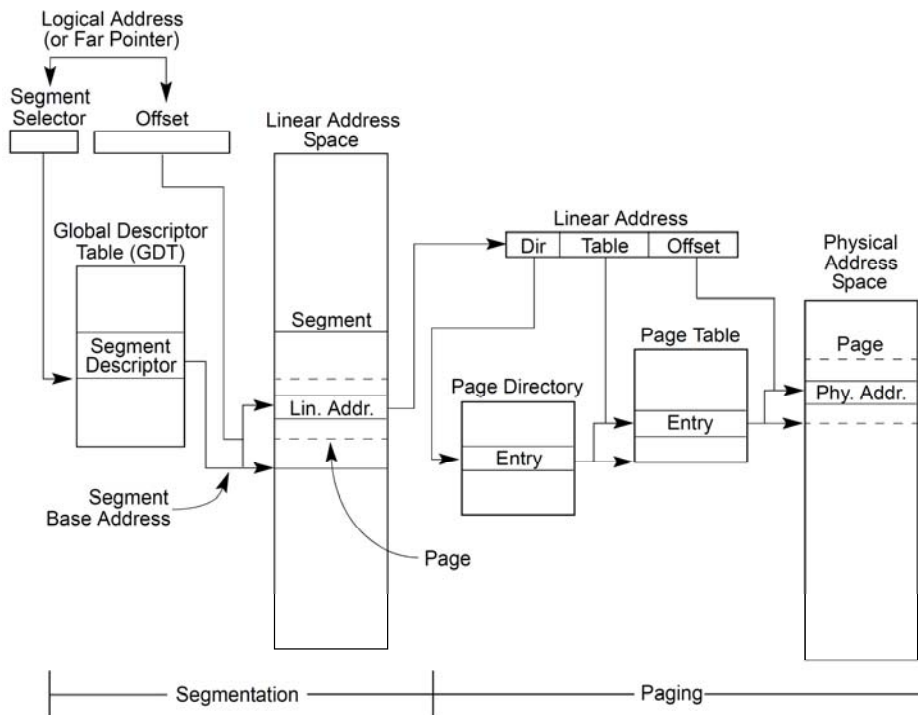 Logical Address
(or Far Pointer)
Segment
Selector
Offset
Linear Address
Space
Global Descriptor
Table (GDT)
Segment
Descriptor
Segment
Lin. Addr.
Segment
Base Address
Page
Linear Address
Dir
Table
Offset
Page Directory
Entry
Page Table
Entry
Physical
Address
Space
Page
Phy. Addr.
Segmentation
Paging